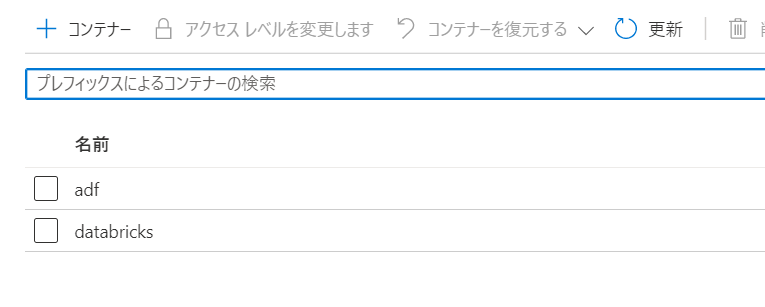 コンテナー アクセス レベルを変更します コンテナーを復元する 更新
プレフィックスによるコンテナーの検索
名前
adf
databricks